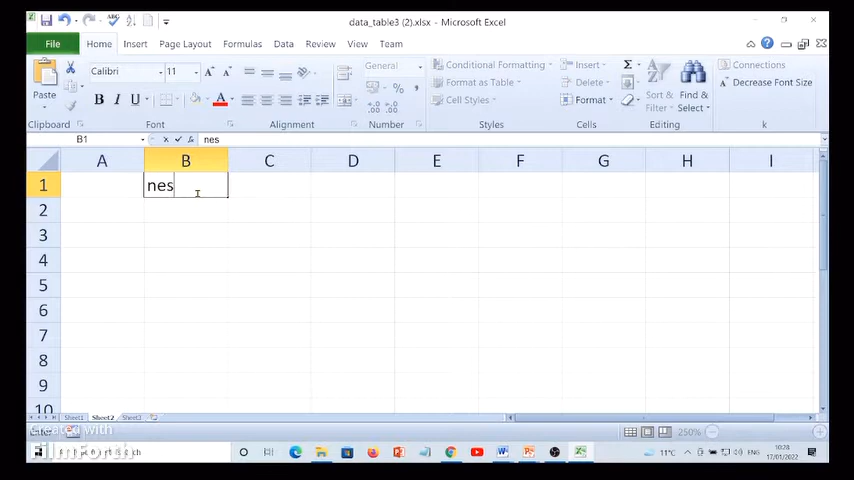 data_table3 (2).xlsx - Microsoft Excel
File Home Insert Page Layout Formulas Data Review View Team
Calibri 11 General Conditional Formatting Insert Σ Connections
Format as Table Delete Decrease Font Size
Paste B I U A Cell Styles Format Sort & Filter Find & Select
Clipboard Font Alignment Number Styles Cells Editing k
B1 nes
A B C D E F G H I
1 nes
2
3
4
5
6
7
8
9
10
Sheet1 Sheet2 Sheet3
Created with
250%
FilmForth
11°C ENG 10:28
17/01/2022